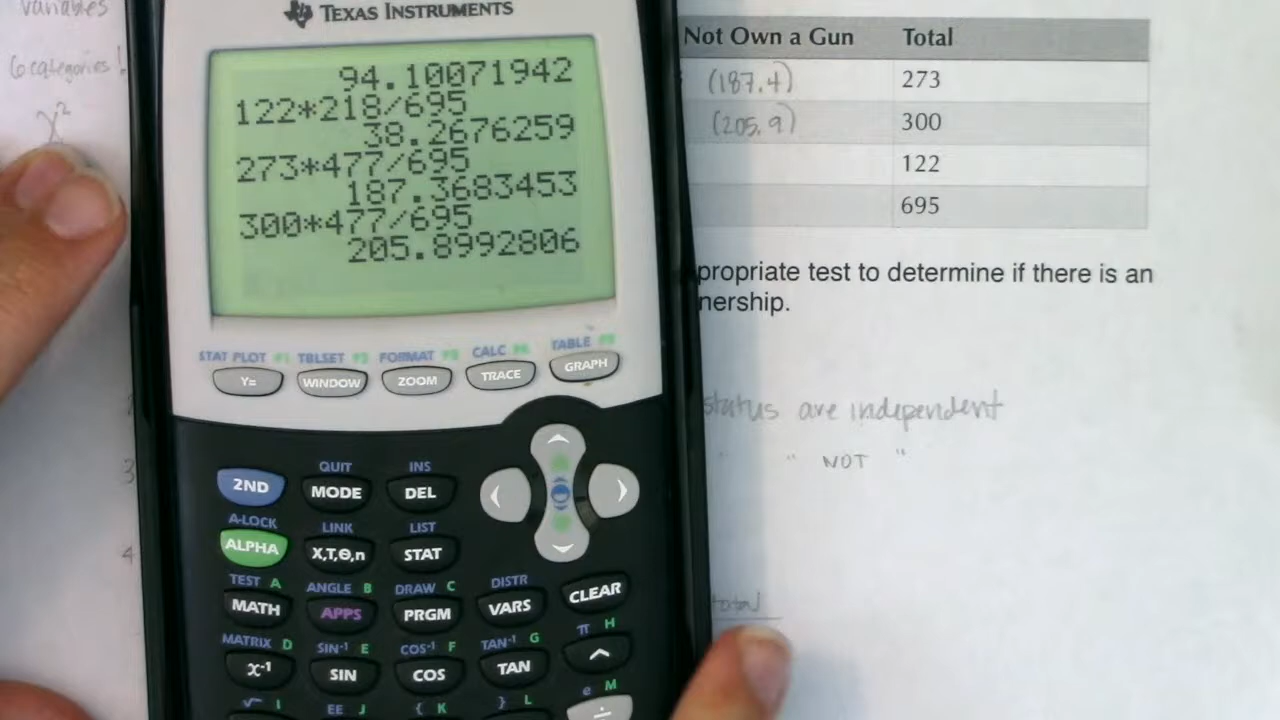 variables
6 categories!
χ²
TEXAS INSTRUMENTS
94.10071942
122*218/695
38.2676259
273*477/695
187.3683453
300*477/695
205.8992806
Not Own a Gun Total
(187.4) 273
(205.9) 300
122
695
propriate test to determine if there is an
nership.
status are independent
" " NOT "
3
4
total
STAT PLOT F1 TBLSET F2 FORMAT F3 CALC F4 TABLE F5
Y= WINDOW ZOOM TRACE GRAPH
QUIT INS
2ND MODE DEL
A-LOCK LINK LIST
ALPHA X,T,Θ,n STAT
TEST A ANGLE B DRAW C DISTR
MATH APPS PRGM VARS CLEAR
MATRIX D SIN⁻¹ E COS⁻¹ F TAN⁻¹ G π H
x⁻¹ SIN COS TAN ^
√ I EE J { K } L e M
÷